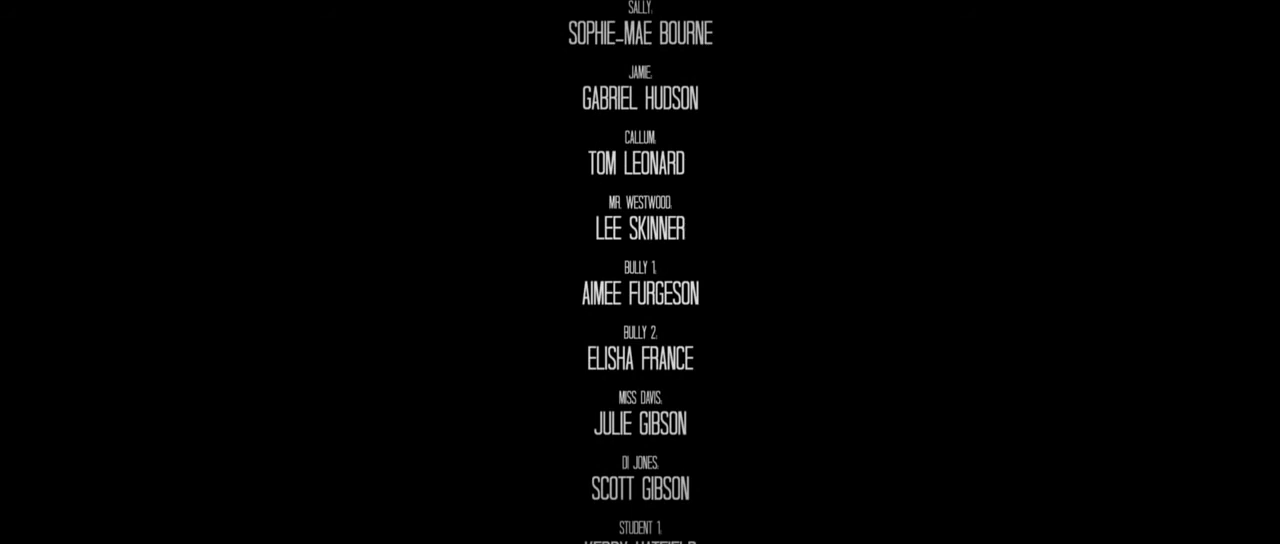 SALLY:
SOPHIE-MAE BOURNE
JAMIE:
GABRIEL HUDSON
CALLUM:
TOM LEONARD
MR. WESTWOOD:
LEE SKINNER
BULLY 1:
AIMEE FURGESON
BULLY 2:
ELISHA FRANCE
MISS DAVIS:
JULIE GIBSON
DI JONES:
SCOTT GIBSON
STUDENT 1: